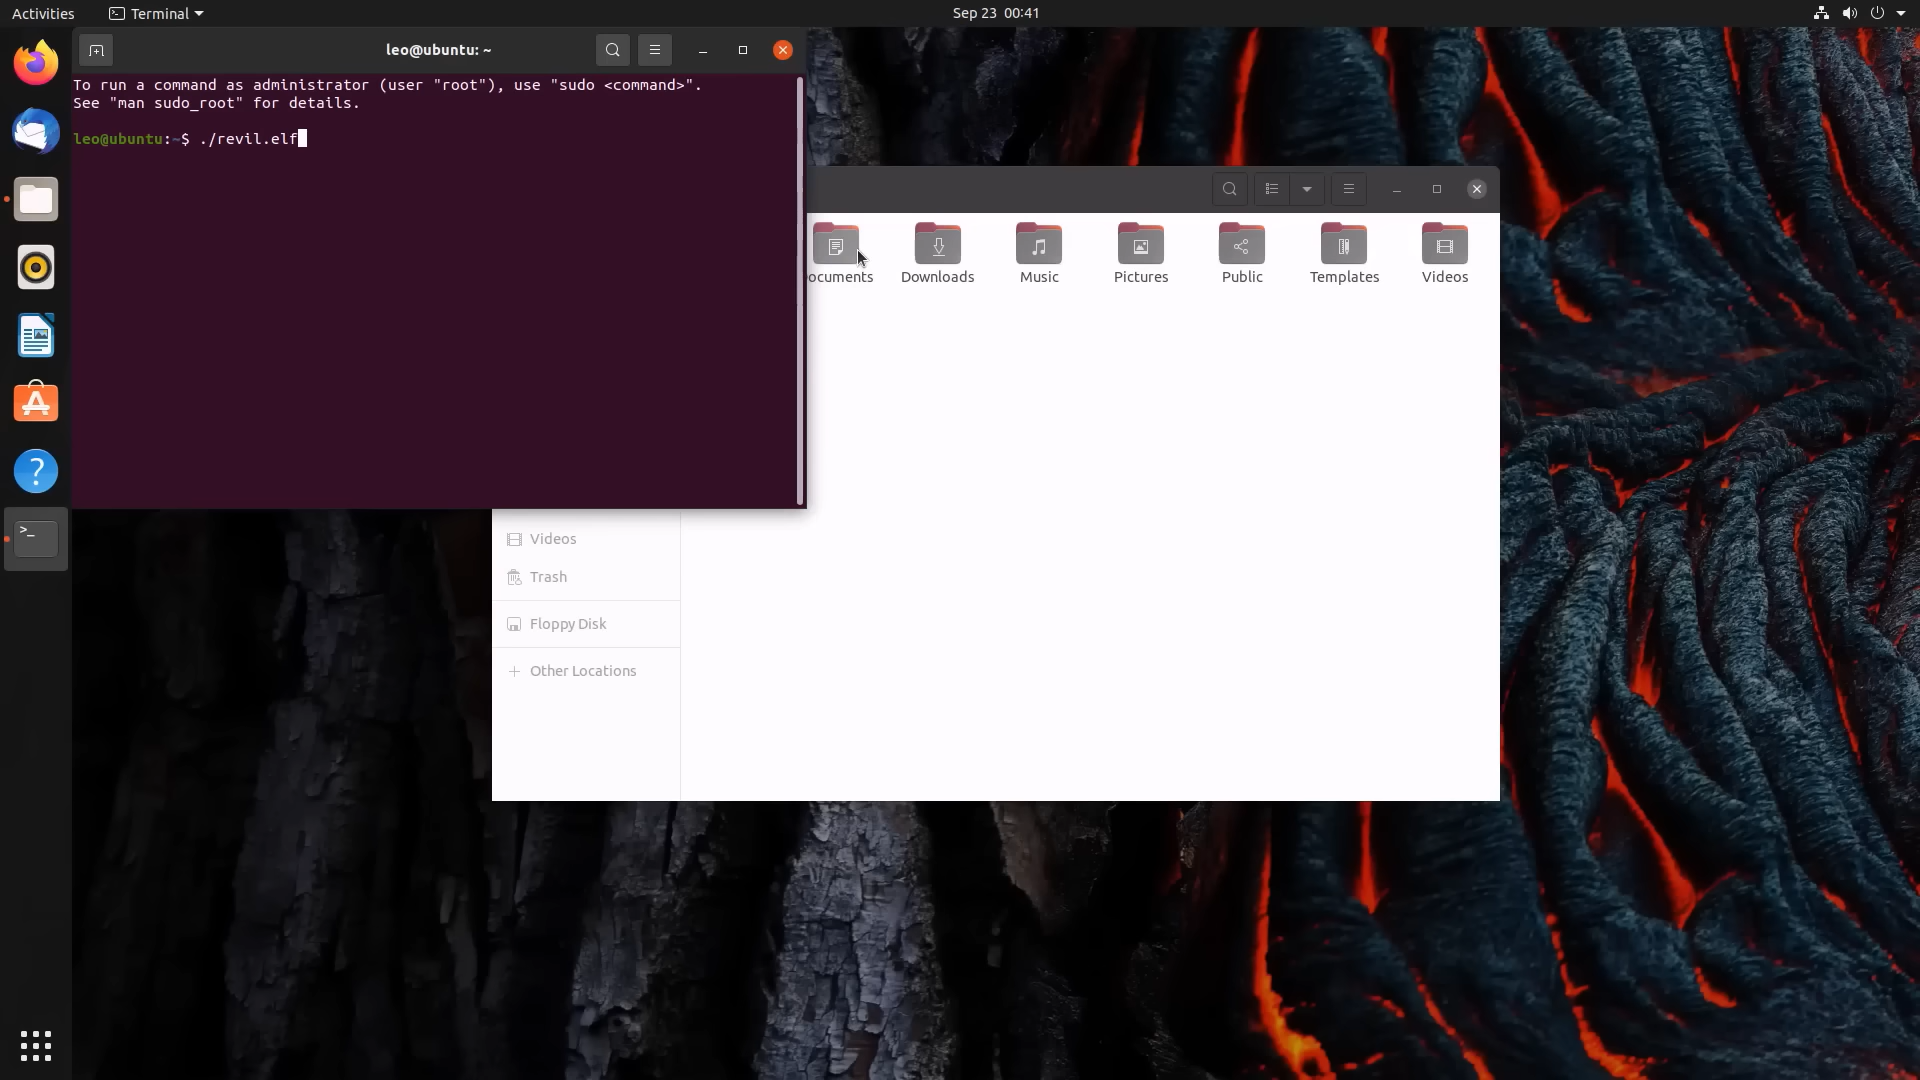 Activities
Terminal
Sep 23 00:41
leo@ubuntu: ~
To run a command as administrator (user "root"), use "sudo <command>".
See "man sudo_root" for details.
leo@ubuntu:~$ ./revil.elf
ocuments
Downloads
Music
Pictures
Public
Templates
Videos
Videos
Trash
Floppy Disk
Other Locations